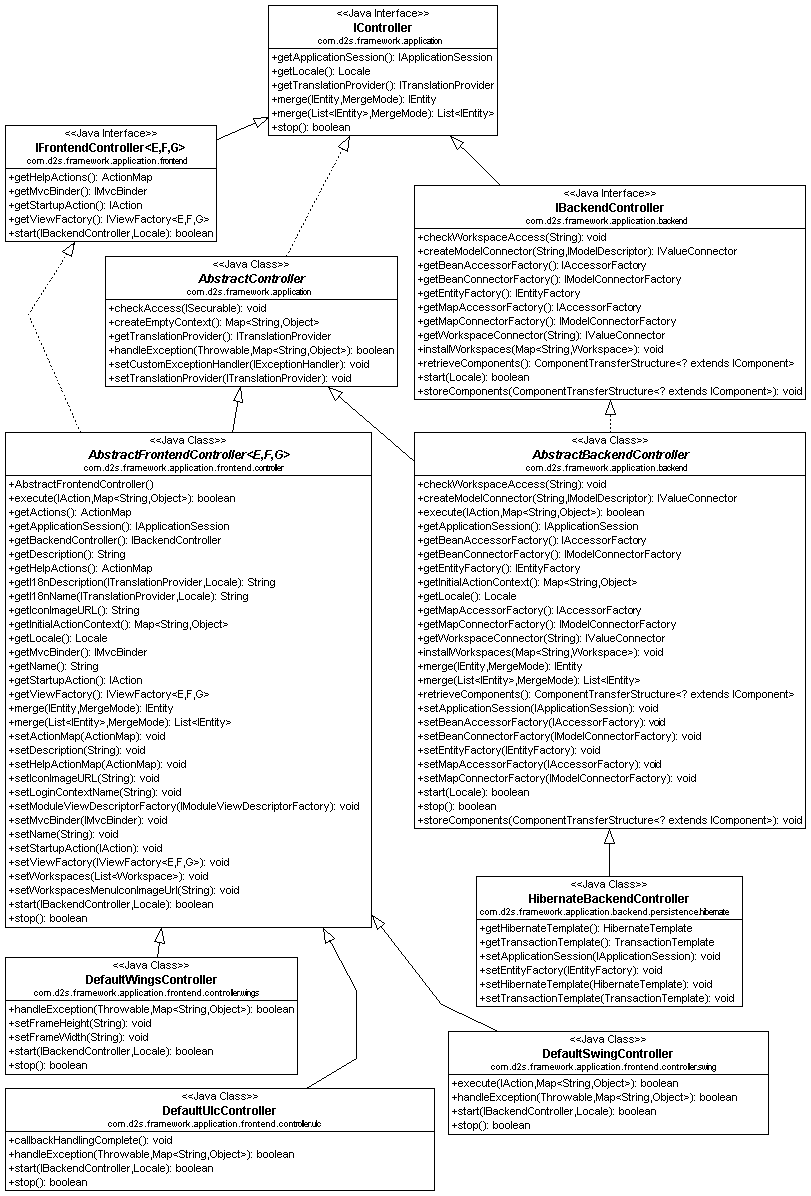 <<Java Interface>>
IController
com.d2s.framework.application
+getApplicationSession(): IApplicationSession
+getLocale(): Locale
+getTranslationProvider(): ITranslationProvider
+merge(IEntity,MergeMode): IEntity
+merge(List<IEntity>,MergeMode): List<IEntity>
+stop(): boolean
<<Java Interface>>
IFrontendController<E,F,G>
com.d2s.framework.application.frontend
+getHelpActions(): ActionMap
+getMvcBinder(): IMvcBinder
+getStartupAction(): IAction
+getViewFactory(): IViewFactory<E,F,G>
+start(IBackendController,Locale): boolean
<<Java Interface>>
IBackendController
com.d2s.framework.application.backend
+checkWorkspaceAccess(String): void
+createModelConnector(String,IModelDescriptor): IValueConnector
+getBeanAccessorFactory(): IAccessorFactory
+getBeanConnectorFactory(): IModelConnectorFactory
+getEntityFactory(): IEntityFactory
+getMapAccessorFactory(): IAccessorFactory
+getMapConnectorFactory(): IModelConnectorFactory
+getWorkspaceConnector(String): IValueConnector
+installWorkspaces(Map<String,Workspace>): void
+retrieveComponents(): ComponentTransferStructure<? extends IComponent>
+start(Locale): boolean
+storeComponents(ComponentTransferStructure<? extends IComponent>): void
<<Java Class>>
AbstractController
com.d2s.framework.application
+checkAccess(ISecurable): void
+createEmptyContext(): Map<String,Object>
+getTranslationProvider(): ITranslationProvider
+handleException(Throwable,Map<String,Object>): boolean
+setCustomExceptionHandler(IExceptionHandler): void
+setTranslationProvider(ITranslationProvider): void
<<Java Class>>
AbstractFrontendController<E,F,G>
com.d2s.framework.application.frontend.controller
+AbstractFrontendController()
+execute(IAction,Map<String,Object>): boolean
+getActions(): ActionMap
+getApplicationSession(): IApplicationSession
+getBackendController(): IBackendController
+getDescription(): String
+getHelpActions(): ActionMap
+getI18nDescription(ITranslationProvider,Locale): String
+getI18nName(ITranslationProvider,Locale): String
+getIconImageURL(): String
+getInitialActionContext(): Map<String,Object>
+getLocale(): Locale
+getMvcBinder(): IMvcBinder
+getName(): String
+getStartupAction(): IAction
+getViewFactory(): IViewFactory<E,F,G>
+merge(IEntity,MergeMode): IEntity
+merge(List<IEntity>,MergeMode): List<IEntity>
+setActionMap(ActionMap): void
+setDescription(String): void
+setHelpActionMap(ActionMap): void
+setIconImageURL(String): void
+setLoginContextName(String): void
+setModuleViewDescriptorFactory(IModuleViewDescriptorFactory): void
+setMvcBinder(IMvcBinder): void
+setName(String): void
+setStartupAction(IAction): void
+setViewFactory(IViewFactory<E,F,G>): void
+setWorkspaces(List<Workspace>): void
+setWorkspacesMenuIconImageUrl(String): void
+start(IBackendController,Locale): boolean
+stop(): boolean
<<Java Class>>
AbstractBackendController
com.d2s.framework.application.backend
+checkWorkspaceAccess(String): void
+createModelConnector(String,IModelDescriptor): IValueConnector
+execute(IAction,Map<String,Object>): boolean
+getApplicationSession(): IApplicationSession
+getBeanAccessorFactory(): IAccessorFactory
+getBeanConnectorFactory(): IModelConnectorFactory
+getEntityFactory(): IEntityFactory
+getInitialActionContext(): Map<String,Object>
+getLocale(): Locale
+getMapAccessorFactory(): IAccessorFactory
+getMapConnectorFactory(): IModelConnectorFactory
+getWorkspaceConnector(String): IValueConnector
+installWorkspaces(Map<String,Workspace>): void
+merge(IEntity,MergeMode): IEntity
+merge(List<IEntity>,MergeMode): List<IEntity>
+retrieveComponents(): ComponentTransferStructure<? extends IComponent>
+setApplicationSession(IApplicationSession): void
+setBeanAccessorFactory(IAccessorFactory): void
+setBeanConnectorFactory(IModelConnectorFactory): void
+setEntityFactory(IEntityFactory): void
+setMapAccessorFactory(IAccessorFactory): void
+setMapConnectorFactory(IModelConnectorFactory): void
+start(Locale): boolean
+stop(): boolean
+storeComponents(ComponentTransferStructure<? extends IComponent>): void
<<Java Class>>
HibernateBackendController
com.d2s.framework.application.backend.persistence.hibernate
+getHibernateTemplate(): HibernateTemplate
+getTransactionTemplate(): TransactionTemplate
+setApplicationSession(IApplicationSession): void
+setEntityFactory(IEntityFactory): void
+setHibernateTemplate(HibernateTemplate): void
+setTransactionTemplate(TransactionTemplate): void
<<Java Class>>
DefaultWingsController
com.d2s.framework.application.frontend.controller.wings
+handleException(Throwable,Map<String,Object>): boolean
+setFrameHeight(String): void
+setFrameWidth(String): void
+start(IBackendController,Locale): boolean
+stop(): boolean
<<Java Class>>
DefaultSwingController
com.d2s.framework.application.frontend.controller.swing
+execute(IAction,Map<String,Object>): boolean
+handleException(Throwable,Map<String,Object>): boolean
+start(IBackendController,Locale): boolean
+stop(): boolean
<<Java Class>>
DefaultUlcController
com.d2s.framework.application.frontend.controller.ulc
+callbackHandlingComplete(): void
+handleException(Throwable,Map<String,Object>): boolean
+start(IBackendController,Locale): boolean
+stop(): boolean